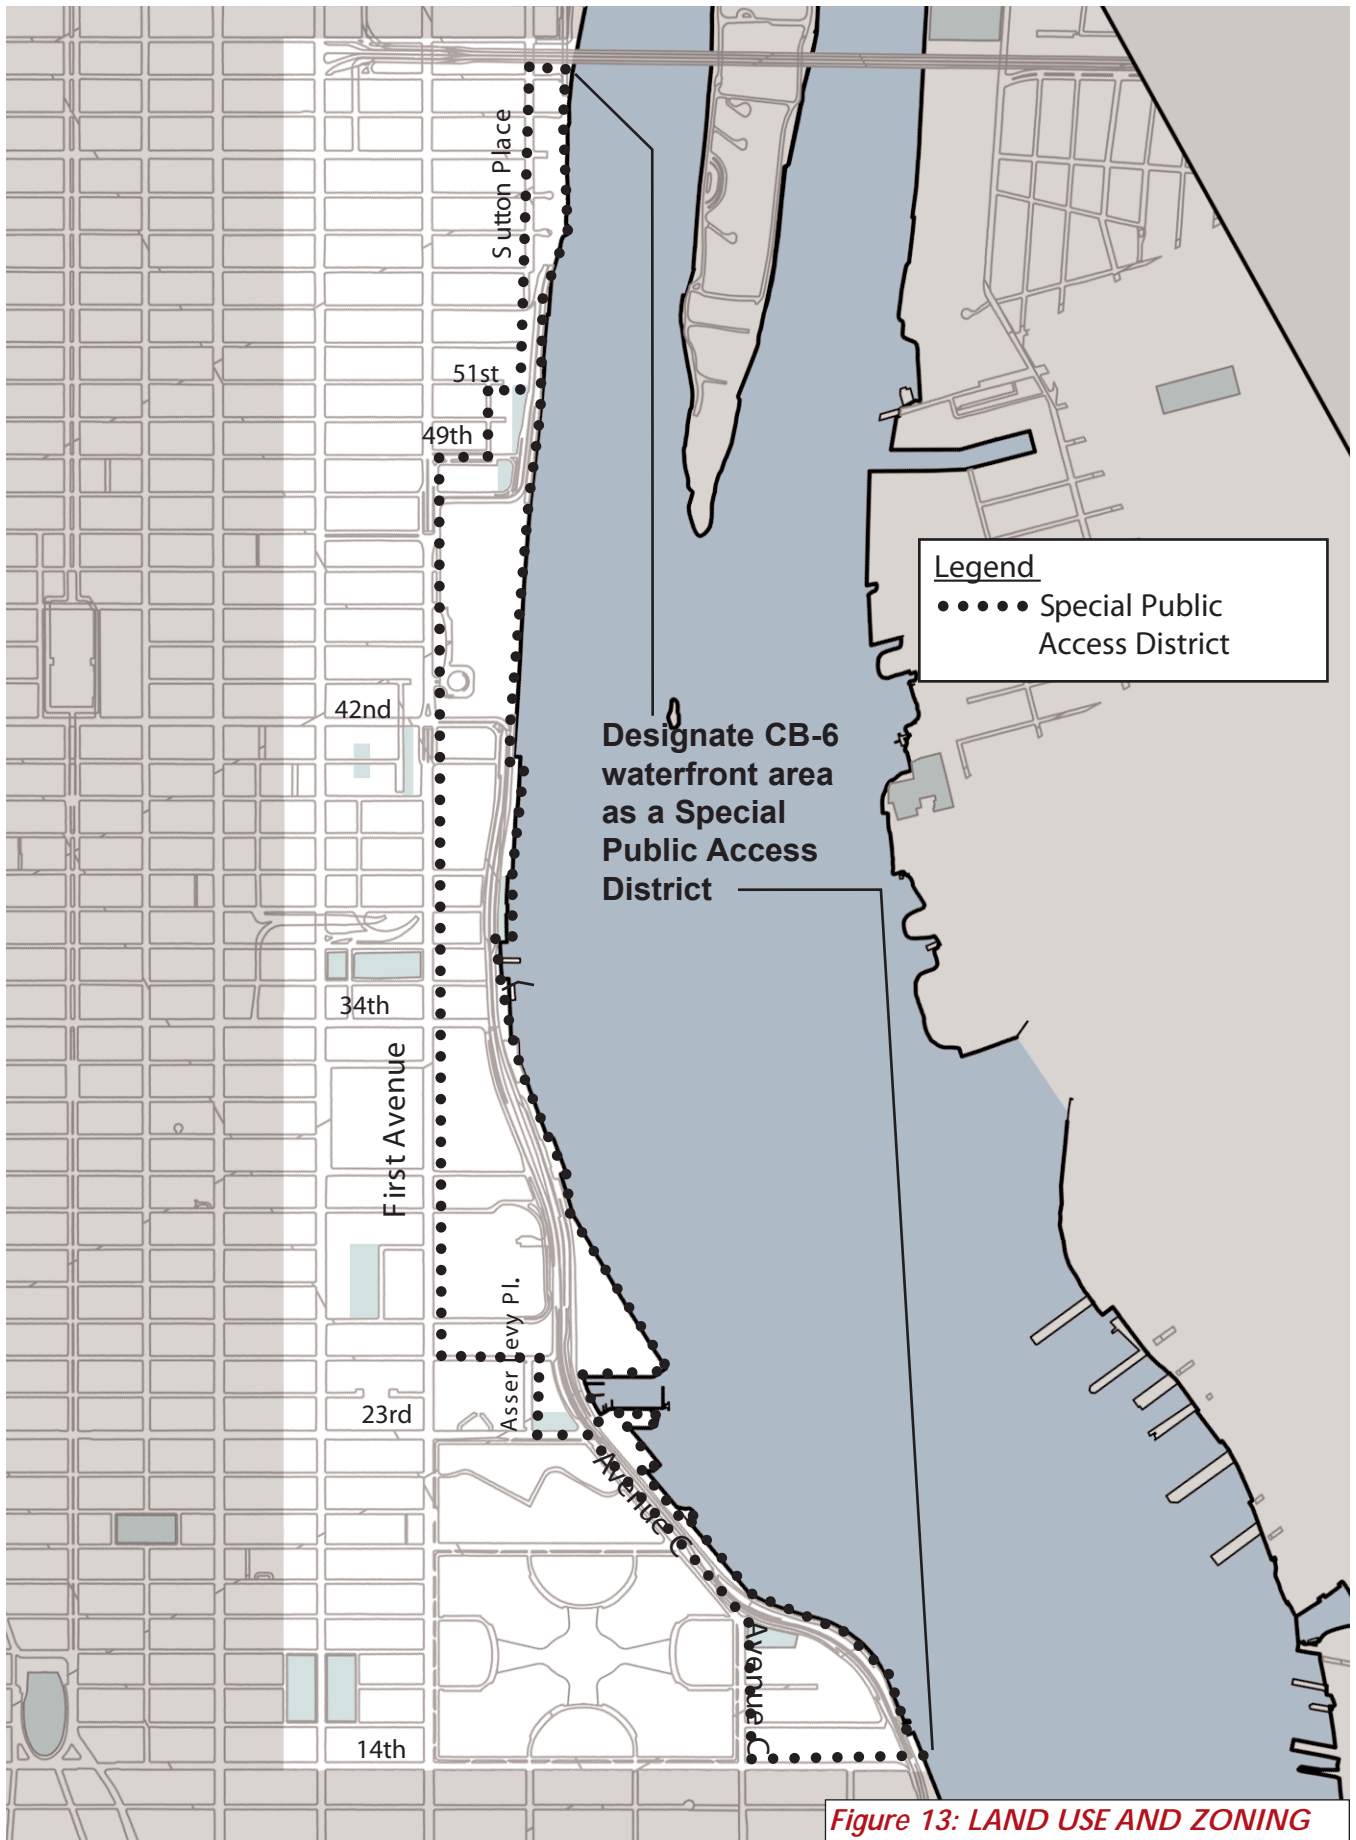 Sutton Place
51st
49th
Legend
Special Public
Access District
42nd
Designate CB-6
waterfront area
as a Special
Public Access
District
34th
First Avenue
Asser Levy Pl.
23rd
Avenue C
Avenue C
14th
Figure 13: LAND USE AND ZONING